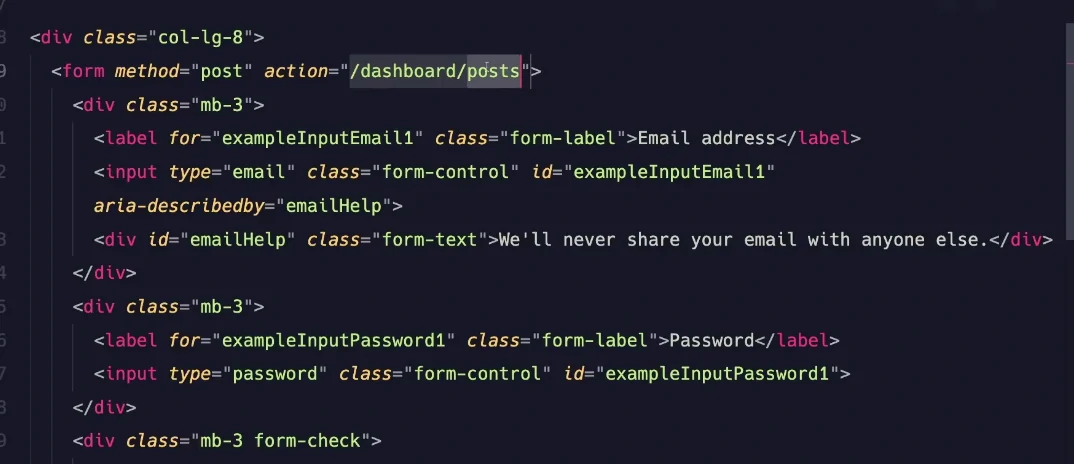 <div class="col-lg-8">
<form method="post" action="/dashboard/posts">
<div class="mb-3">
<label for="exampleInputEmail1" class="form-label">Email address</label>
<input type="email" class="form-control" id="exampleInputEmail1"
aria-describedby="emailHelp">
<div id="emailHelp" class="form-text">We'll never share your email with anyone else.</div>
</div>
<div class="mb-3">
<label for="exampleInputPassword1" class="form-label">Password</label>
<input type="password" class="form-control" id="exampleInputPassword1">
</div>
<div class="mb-3 form-check">